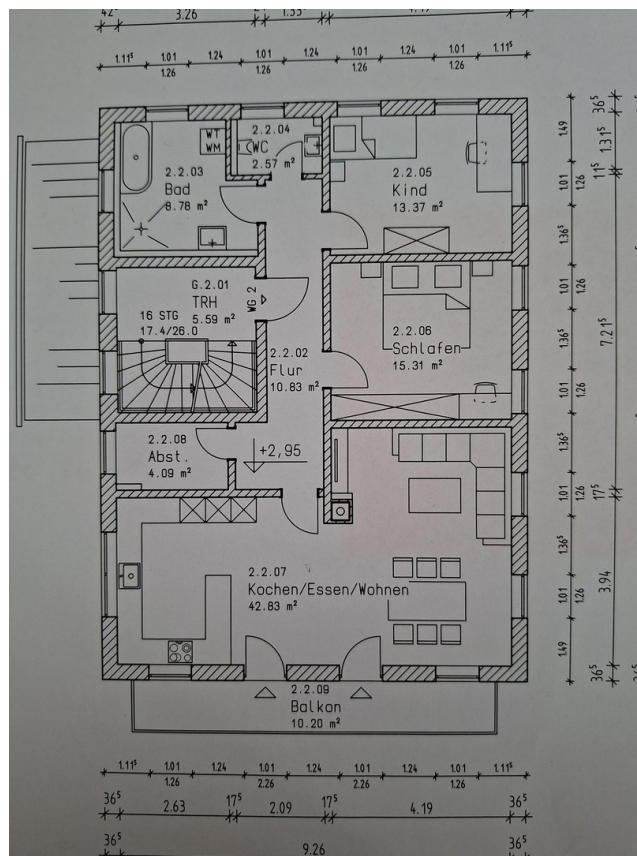 42⁵ 3.26
1.11⁵ 1.01 1.24 1.01 1.24 1.01 1.24 1.01 1.11⁵
1.26 1.26 1.26 1.26
WT
WM
2.2.04
WC
2.57 m²
2.2.03
Bad
8.78 m²
2.2.05
Kind
13.37 m²
G.2.01
TRH
5.59 m²
WG 2
16 STG
17.4/26.0
2.2.02
Flur
10.83 m²
2.2.06
Schlafen
15.31 m²
2.2.08
Abst.
4.09 m²
+2,95
2.2.07
Kochen/Essen/Wohnen
42.83 m²
2.2.09
Balkon
10.20 m²
1.49
1.01 1.26
1.36⁵
1.01 1.26
1.36⁵
1.01 1.26
1.36⁵
1.01 1.26
1.36⁵
1.01 1.26
1.49
36⁵
1.31⁵
11⁵
7.21⁵
17⁵
3.94
36⁵
1.11⁵ 1.01 1.24 1.01 1.24 1.01 1.24 1.01 1.11⁵
1.26 2.26 2.26 1.26
36⁵ 2.63 17⁵ 2.09 17⁵ 4.19 36⁵
36⁵ 9.26 36⁵